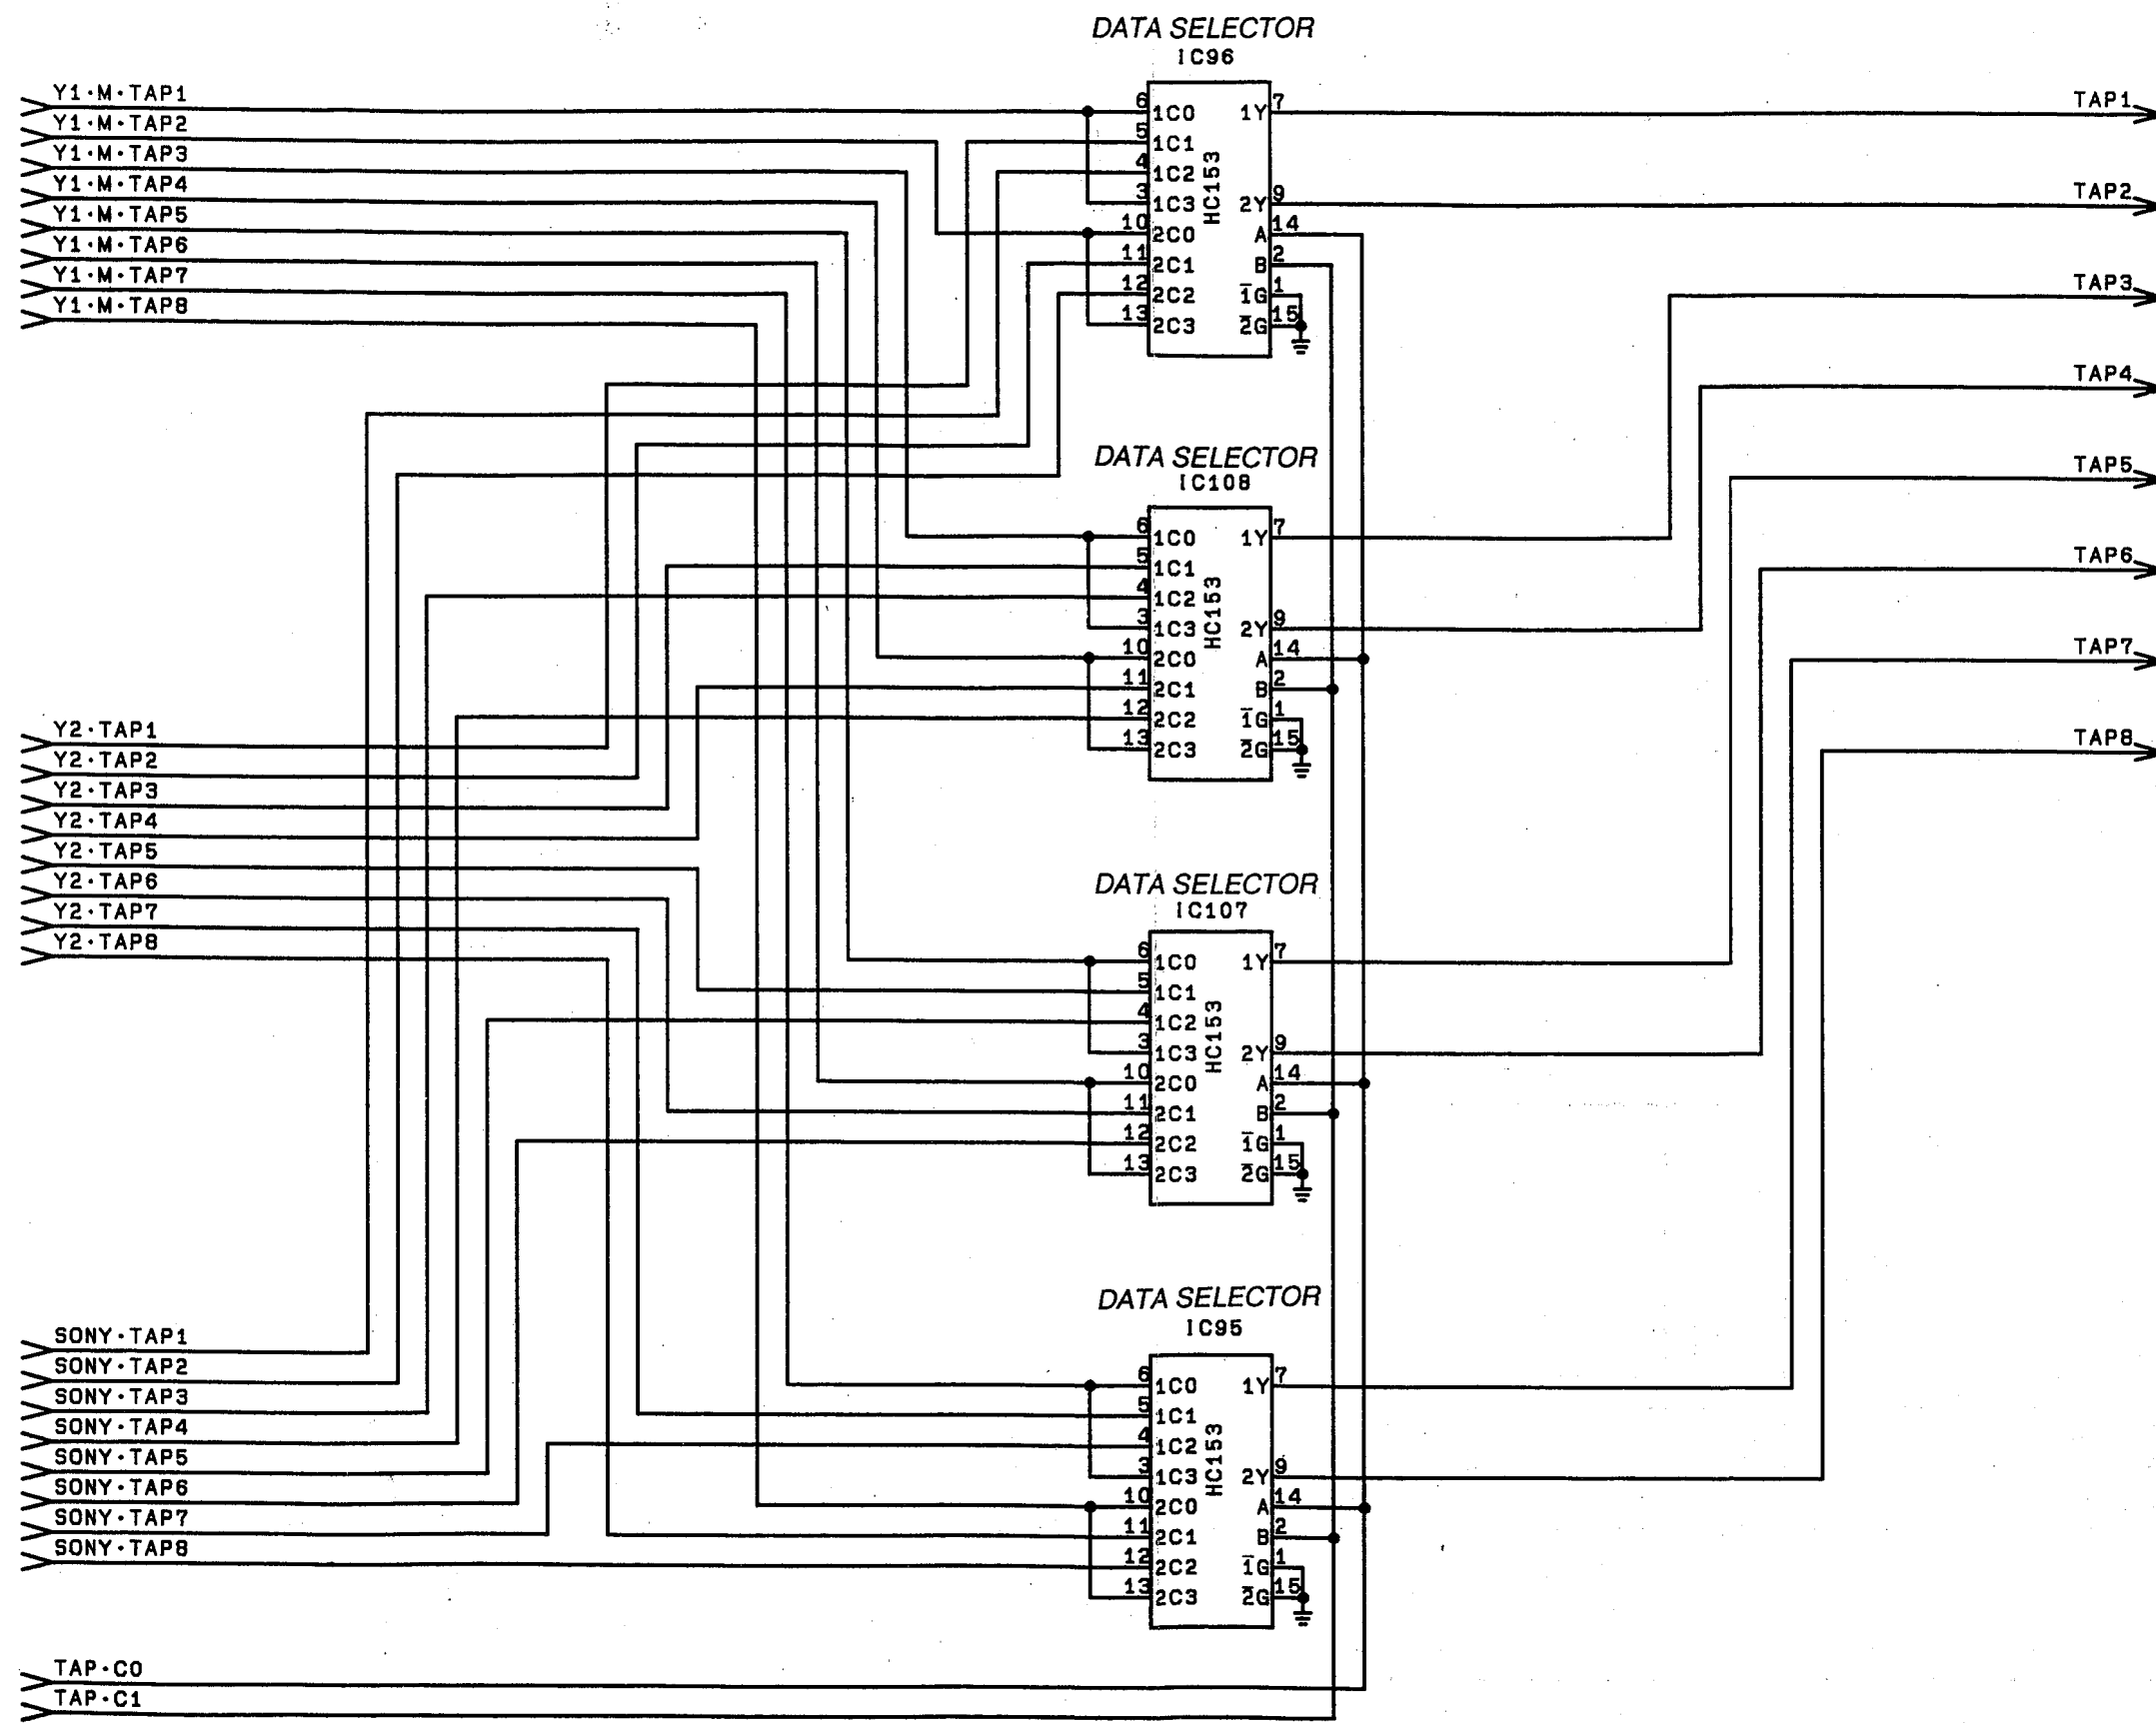 DATA SELECTOR
IC96
Y1·M·TAP1
Y1·M·TAP2
Y1·M·TAP3
Y1·M·TAP4
Y1·M·TAP5
Y1·M·TAP6
Y1·M·TAP7
Y1·M·TAP8
6 1C0 1Y 7
5 1C1
4 1C2
3 1C3 2Y 9
10 2C0 A 14
11 2C1 B 2
12 2C2 1G 1
13 2C3 2G 15
HC153
TAP1
TAP2
TAP3
TAP4
TAP5
TAP6
TAP7
TAP8
DATA SELECTOR
IC108
6 1C0 1Y 7
5 1C1
4 1C2
3 1C3 2Y 9
10 2C0 A 14
11 2C1 B 2
12 2C2 1G 1
13 2C3 2G 15
HC153
Y2·TAP1
Y2·TAP2
Y2·TAP3
Y2·TAP4
Y2·TAP5
Y2·TAP6
Y2·TAP7
Y2·TAP8
DATA SELECTOR
IC107
6 1C0 1Y 7
5 1C1
4 1C2
3 1C3 2Y 9
10 2C0 A 14
11 2C1 B 2
12 2C2 1G 1
13 2C3 2G 15
HC153
DATA SELECTOR
IC95
SONY·TAP1
SONY·TAP2
SONY·TAP3
SONY·TAP4
SONY·TAP5
SONY·TAP6
SONY·TAP7
SONY·TAP8
6 1C0 1Y 7
5 1C1
4 1C2
3 1C3 2Y 9
10 2C0 A 14
11 2C1 B 2
12 2C2 1G 1
13 2C3 2G 15
HC153
TAP·C0
TAP·C1